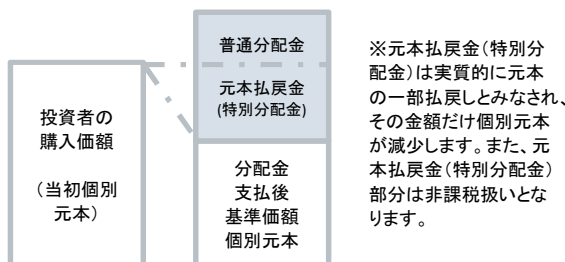 普通分配金
元本払戻金
(特別分配金)
投資者の
購入価額
（当初個別
元本）
分配金
支払後
基準価額
個別元本
※元本払戻金（特別分
配金）は実質的に元本
の一部払戻しとみなされ、
その金額だけ個別元本
が減少します。また、元
本払戻金（特別分配金）
部分は非課税扱いとな
ります。